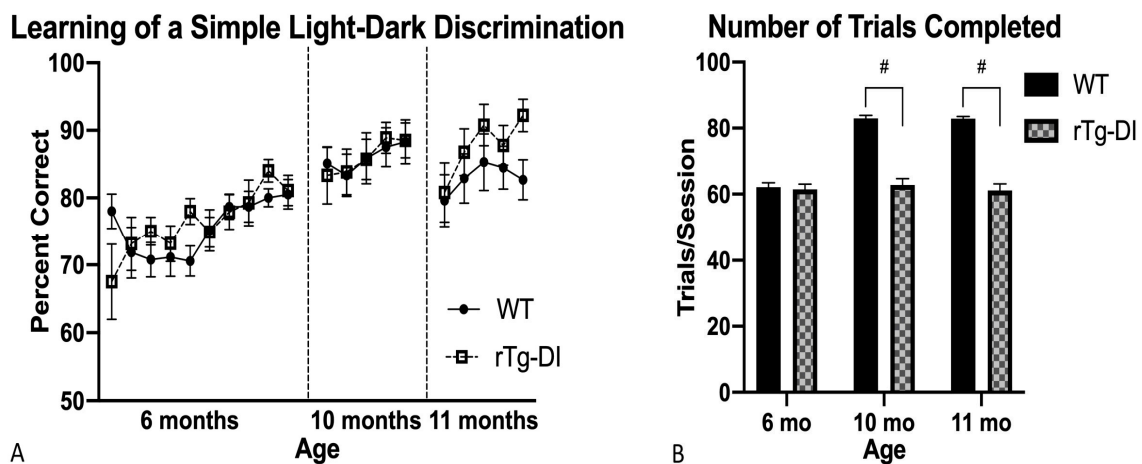 Learning of a Simple Light-Dark Discrimination
Percent Correct
100
90
80
70
60
50
WT
rTg-DI
6 months
10 months
11 months
Age
A
Number of Trials Completed
Trials/Session
100
80
60
40
20
0
#
#
WT
rTg-DI
6 mo
10 mo
11 mo
Age
B